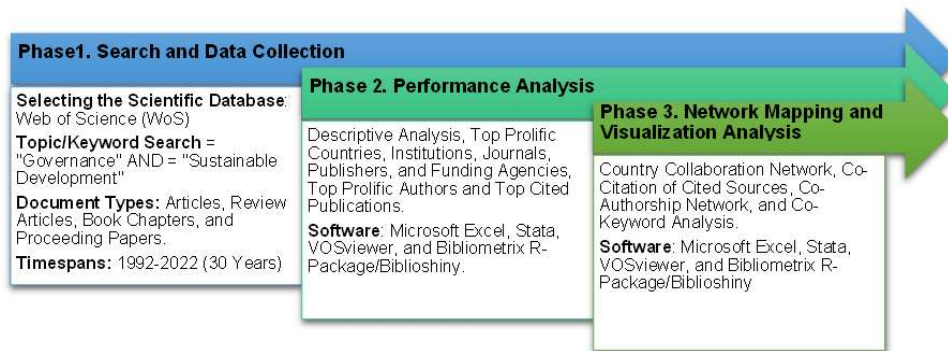 Phase1. Search and Data Collection
Selecting the Scientific Database:
Web of Science (WoS)
Topic/Keyword Search =
"Governance" AND = "Sustainable
Development"
Document Types: Articles, Review
Articles, Book Chapters, and
Proceeding Papers.
Timespans: 1992-2022 (30 Years)
Phase 2. Performance Analysis
Descriptive Analysis, Top Prolific
Countries, Institutions, Journals,
Publishers, and Funding Agencies,
Top Prolific Authors and Top Cited
Publications.
Software: Microsoft Excel, Stata,
VOSviewer, and Bibliometrix R-
Package/Biblioshiny.
Phase 3. Network Mapping and
Visualization Analysis
Country Collaboration Network, Co-
Citation of Cited Sources, Co-
Authorship Network, and Co-
Keyword Analysis.
Software: Microsoft Excel, Stata,
VOSviewer, and Bibliometrix R-
Package/Biblioshiny